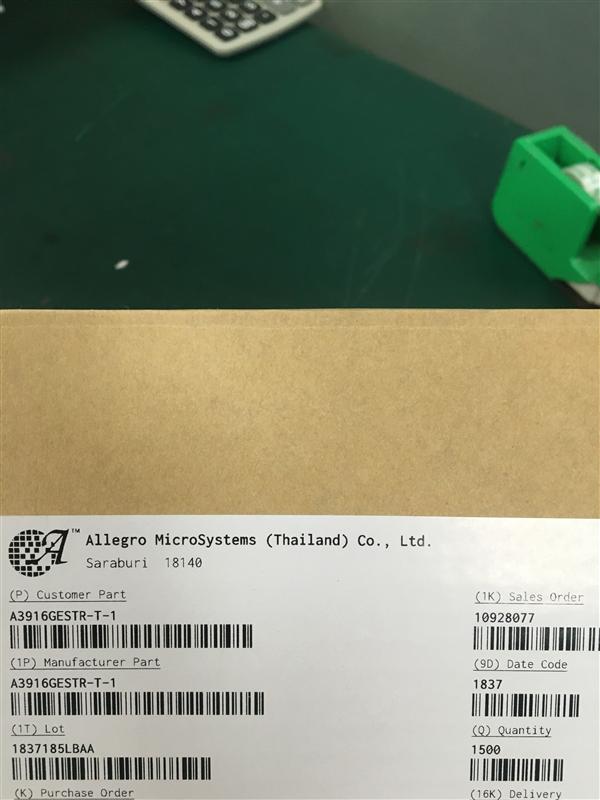 A™ Allegro MicroSystems (Thailand) Co., Ltd.
Saraburi 18140
(P) Customer Part
A3916GESTR-T-1
(1P) Manufacturer Part
A3916GESTR-T-1
(1T) Lot
1837185LBAA
(K) Purchase Order
(1K) Sales Order
10928077
(9D) Date Code
1837
(Q) Quantity
1500
(16K) Delivery